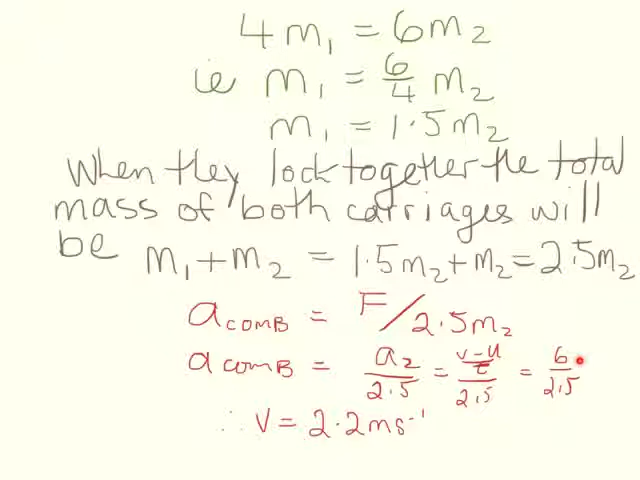 4m₁ = 6m₂
ie m₁ = 6/4 m₂
m₁ = 1.5m₂
When they lock together the total
mass of both carriages will
be m₁+m₂ = 1.5m₂+m₂=2.5m₂
a comB = F/2.5m₂
a comB = a₂/2.5 = ((v-u)/t)/2.5 = 6/2.5
∴ v = 2.2ms⁻¹